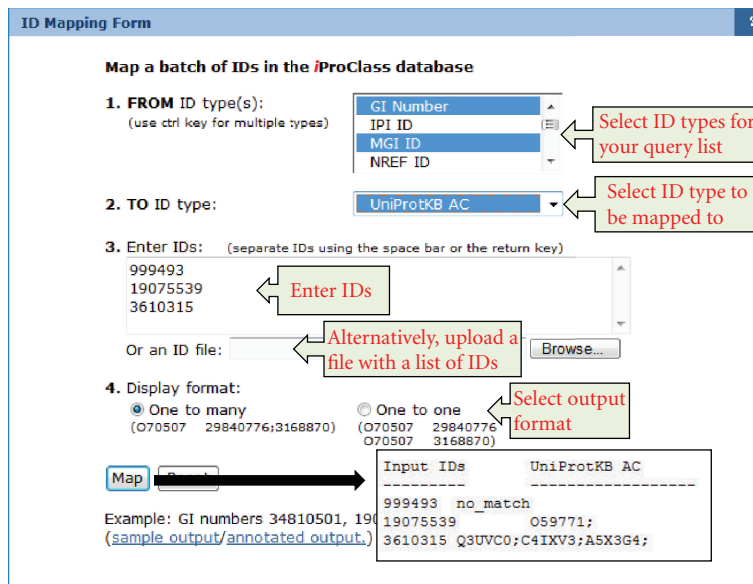 ID Mapping Form
Map a batch of IDs in the iProClass database
1. FROM ID type(s):
(use ctrl key for multiple types)
GI Number
IPI ID
MGI ID
NREF ID
Select ID types for
your query list
2. TO ID type:
UniProtKB AC
Select ID type to
be mapped to
3. Enter IDs: (separate IDs using the space bar or the return key)
999493
19075539
3610315
Enter IDs
Or an ID file:
Alternatively, upload a
file with a list of IDs
Browse...
4. Display format:
One to many
(O70507 29840776;3168870)
One to one
(O70507 29840776
O70507 3168870)
Select output
format
Map
Input IDs UniProtKB AC
--------- -------------------
999493 no_match
19075539 O59771;
3610315 Q3UVC0;C4IXV3;A5X3G4;
Example: GI numbers 34810501, 190
(sample output/annotated output.)